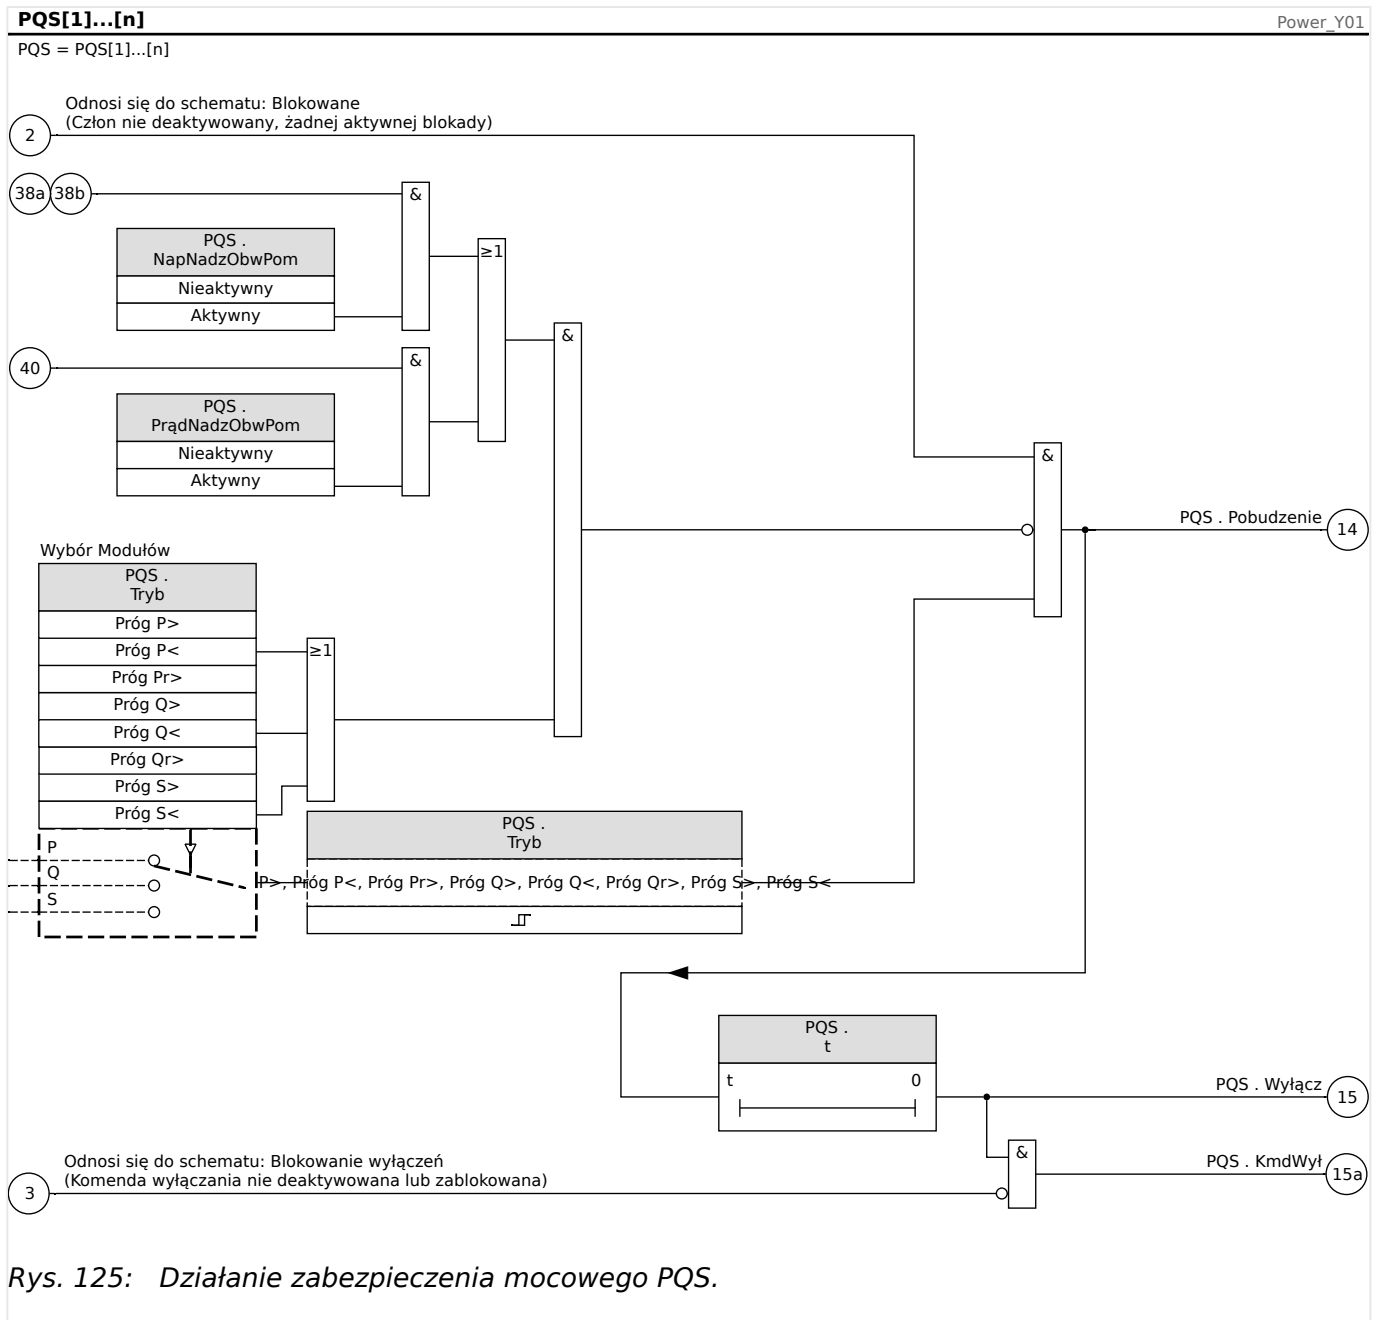 PQS[1]...[n]
Power_Y01
PQS = PQS[1]...[n]
Odnosi się do schematu: Blokowane
(Człon nie deaktywowany, żadnej aktywnej blokady)
2
38a 38b
&
PQS .
NapNadzObwPom
Nieaktywny
Aktywny
≥1
&
40
&
PQS .
PrądNadzObwPom
Nieaktywny
Aktywny
&
PQS . Pobudzenie
14
Wybór Modułów
PQS .
Tryb
Próg P>
Próg P<
Próg Pr>
Próg Q>
Próg Q<
Próg Qr>
Próg S>
Próg S<
≥1
P
Q
S
PQS .
Tryb
P>, Próg P<, Próg Pr>, Próg Q>, Próg Q<, Próg Qr>, Próg S>, Próg S<
PQS .
t
t 0
PQS . Wyłącz
15
&
PQS . KmdWył
15a
Odnosi się do schematu: Blokowanie wyłączeń
(Komenda wyłączania nie deaktywowana lub zablokowana)
3
Rys. 125: Działanie zabezpieczenia mocowego PQS.